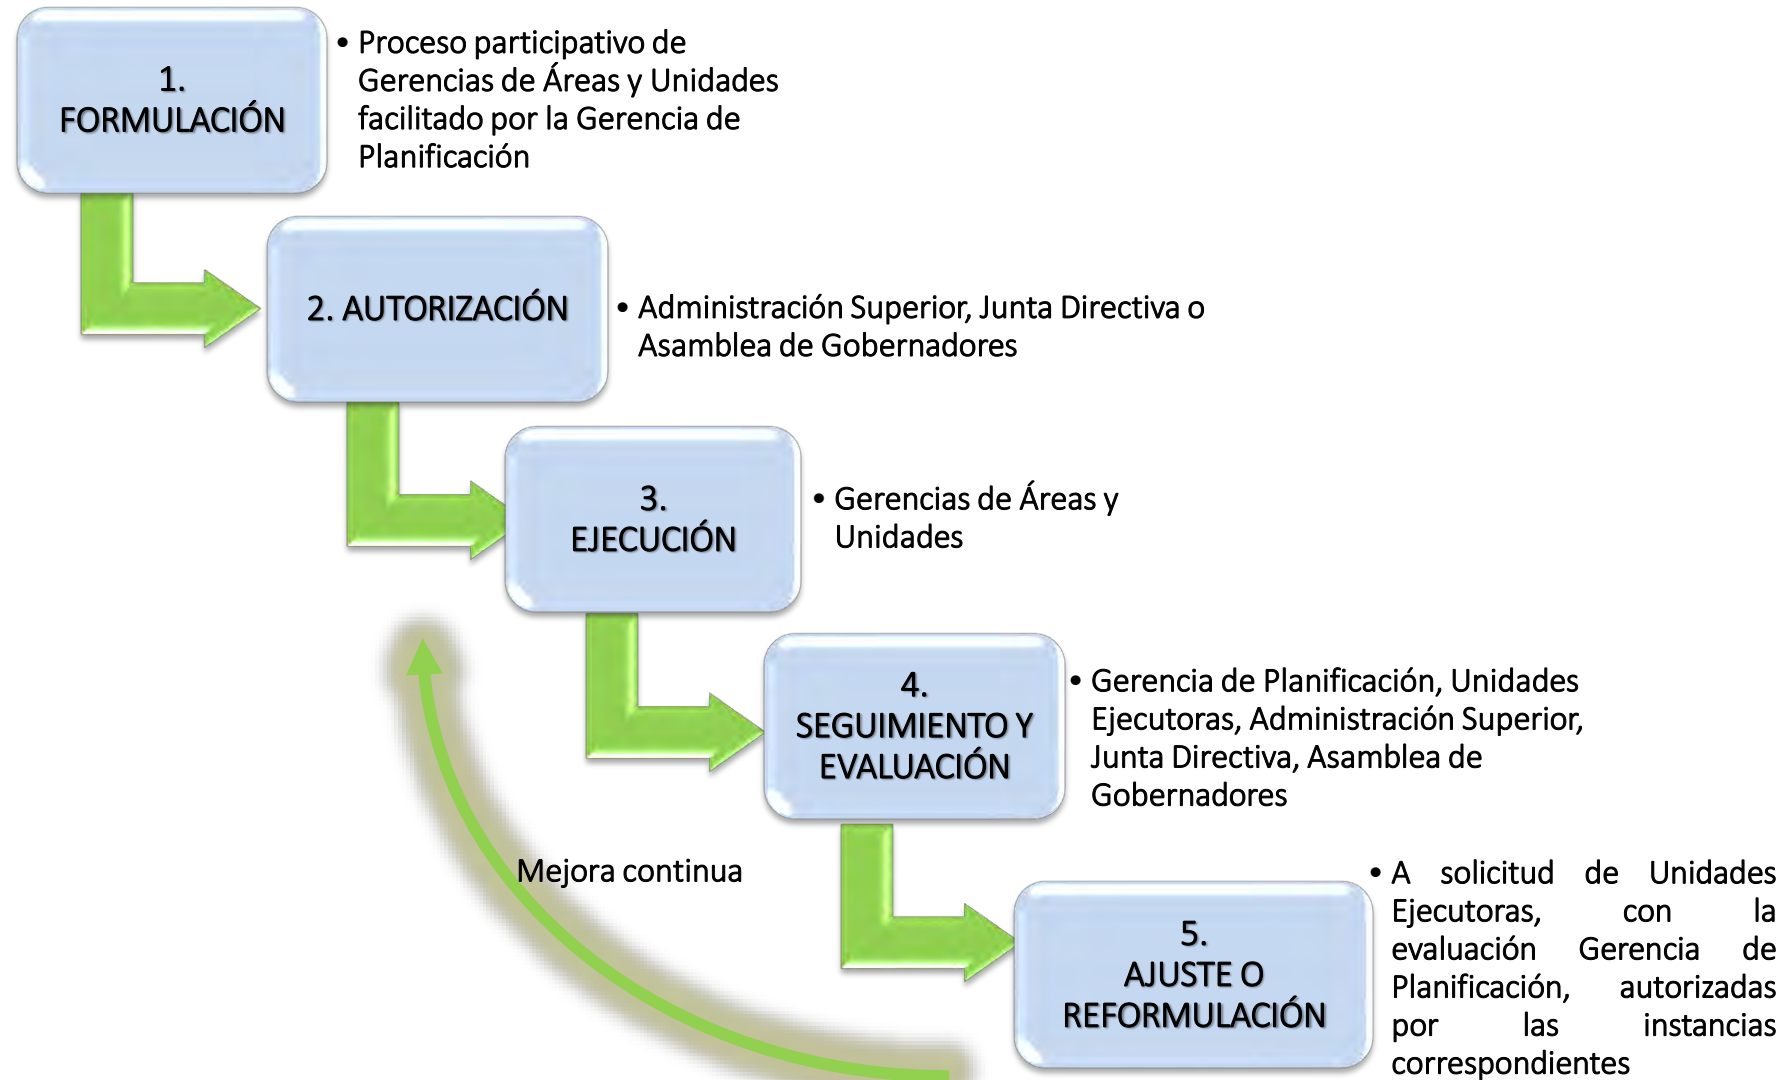 1.
FORMULACIÓN
• Proceso participativo de
Gerencias de Áreas y Unidades
facilitado por la Gerencia de
Planificación
2. AUTORIZACIÓN
• Administración Superior, Junta Directiva o
Asamblea de Gobernadores
3.
EJECUCIÓN
• Gerencias de Áreas y
Unidades
4.
SEGUIMIENTO Y
EVALUACIÓN
• Gerencia de Planificación, Unidades
Ejecutoras, Administración Superior,
Junta Directiva, Asamblea de
Gobernadores
Mejora continua
5.
AJUSTE O
REFORMULACIÓN
• A solicitud de Unidades
Ejecutoras, con la
evaluación Gerencia de
Planificación, autorizadas
por las instancias
correspondientes